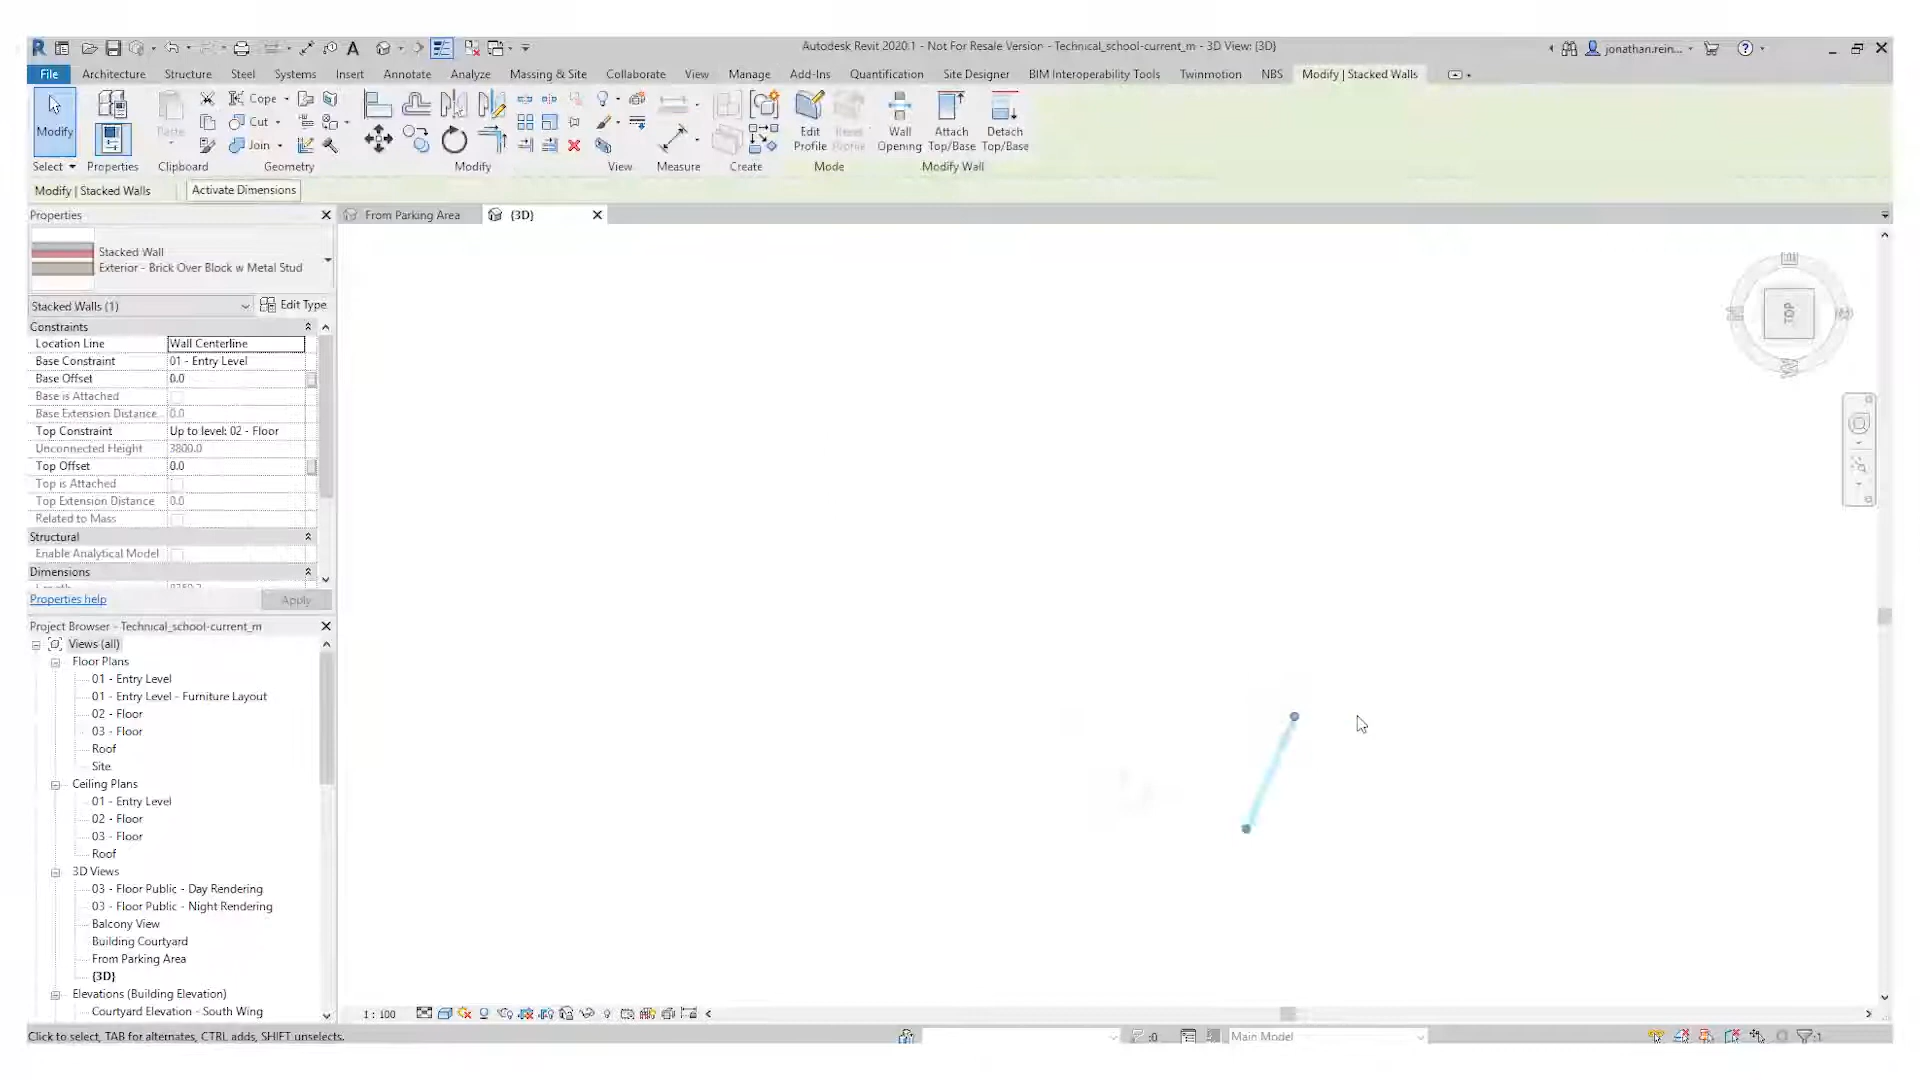 Autodesk Revit 2020.1 - Not For Resale Version - Technical_school-current_m - 3D View: {3D}
jonathan.rein...
File Architecture Structure Steel Systems Insert Annotate Analyze Massing & Site Collaborate View Manage Add-Ins Quantification Site Designer BIM Interoperability Tools Twinmotion NBS Modify | Stacked Walls
Cope
Cut
Join
Modify
Paste
Edit Profile
Reset Profile
Wall Opening
Attach Top/Base
Detach Top/Base
Select Properties Clipboard Geometry Modify View Measure Create Mode Modify Wall
Modify | Stacked Walls Activate Dimensions
Properties
From Parking Area
{3D}
Stacked Wall
Exterior - Brick Over Block w Metal Stud
Stacked Walls (1) Edit Type
Constraints
Location Line Wall Centerline
Base Constraint 01 - Entry Level
Base Offset 0.0
Base is Attached
Base Extension Distance 0.0
Top Constraint Up to level: 02 - Floor
Unconnected Height 3800.0
Top Offset 0.0
Top is Attached
Top Extension Distance 0.0
Related to Mass
Structural
Enable Analytical Model
Dimensions
Properties help Apply
Project Browser - Technical_school-current_m
Views (all)
Floor Plans
01 - Entry Level
01 - Entry Level - Furniture Layout
02 - Floor
03 - Floor
Roof
Site
Ceiling Plans
01 - Entry Level
02 - Floor
03 - Floor
Roof
3D Views
03 - Floor Public - Day Rendering
03 - Floor Public - Night Rendering
Balcony View
Building Courtyard
From Parking Area
{3D}
Elevations (Building Elevation)
Courtyard Elevation - South Wing
TOP
1 : 100
Click to select, TAB for alternates, CTRL adds, SHIFT unselects.
:0
Main Model
:1